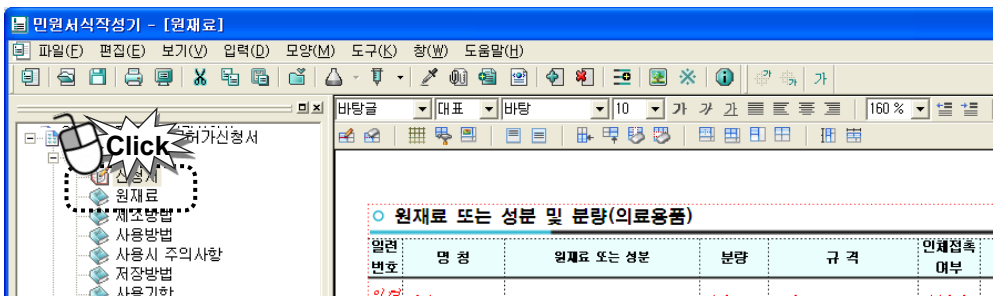 민원서식작성기 - [원재료]
파일(F) 편집(E) 보기(V) 입력(D) 모양(M) 도구(K) 창(W) 도움말(H)
가
바탕글 대표 바탕 10 가 가 가 160 %
허가신청서
Click
신청서
원재료
제조방법
사용방법
사용시 주의사항
저장방법
사용기한
원재료 또는 성분 및 분량(의료용품)
일련 번호 명 칭 원재료 또는 성분 분량 규 격 인체접촉 여부